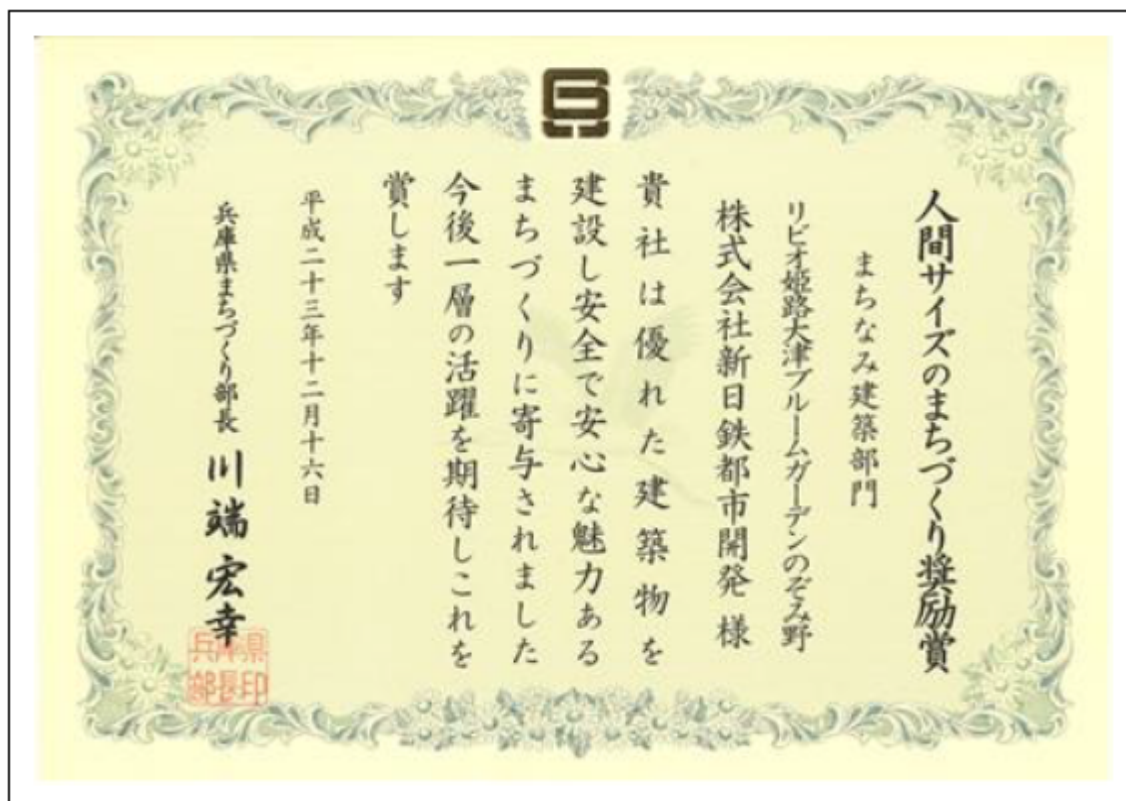 人間サイズのまちづくり奨励賞
まちなみ建築部門
リビオ姫路大津ブルームガーデンのぞみ野
株式会社新日鉄都市開発 様
貴社は優れた建築物を
建設し安全で安心な魅力ある
まちづくりに寄与されました
今後一層の活躍を期待しこれを
賞します
平成二十三年十二月十六日
兵庫県まちづくり部長 川端宏幸